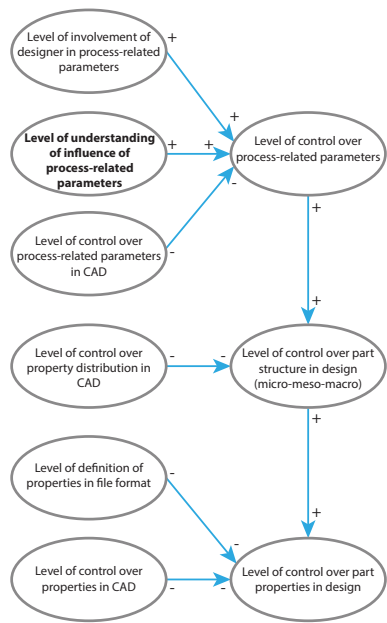 Level of involvement of
designer in process-related
parameters
+
+
Level of understanding
of influence of
process-related
parameters
+
+
Level of control over
process-related parameters
-
Level of control over
process-related parameters
in CAD
-
+
+
Level of control over
property distribution in
CAD
-
-
Level of control over part
structure in design
(micro-meso-macro)
+
Level of definition of
properties in file format
-
+
-
Level of control over
properties in CAD
-
-
Level of control over part
properties in design